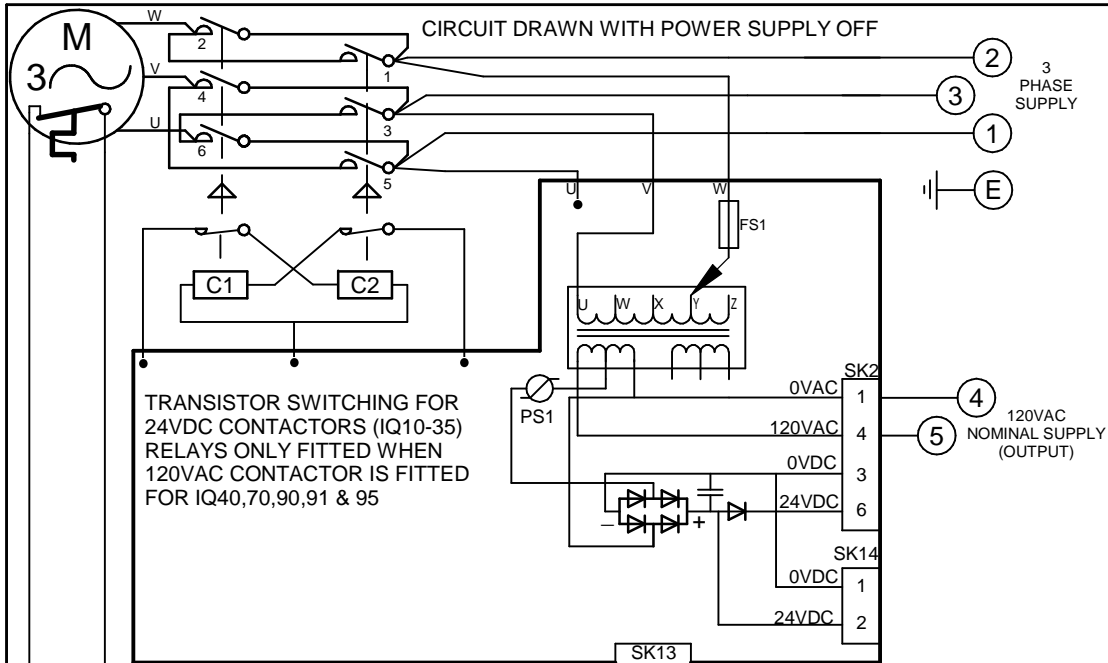 CIRCUIT DRAWN WITH POWER SUPPLY OFF
M
3
W
V
U
2
4
6
1
3
5
2
3
1
E
3
PHASE
SUPPLY
U
V
W
FS1
C1
C2
U
W
X
Y
Z
PS1
TRANSISTOR SWITCHING FOR
24VDC CONTACTORS (IQ10-35)
RELAYS ONLY FITTED WHEN
120VAC CONTACTOR IS FITTED
FOR IQ40,70,90,91 & 95
SK2
0VAC 1
120VAC 4
0VDC 3
24VDC 6
4
5
120VAC
NOMINAL SUPPLY
(OUTPUT)
– +
SK14
0VDC 1
24VDC 2
SK13